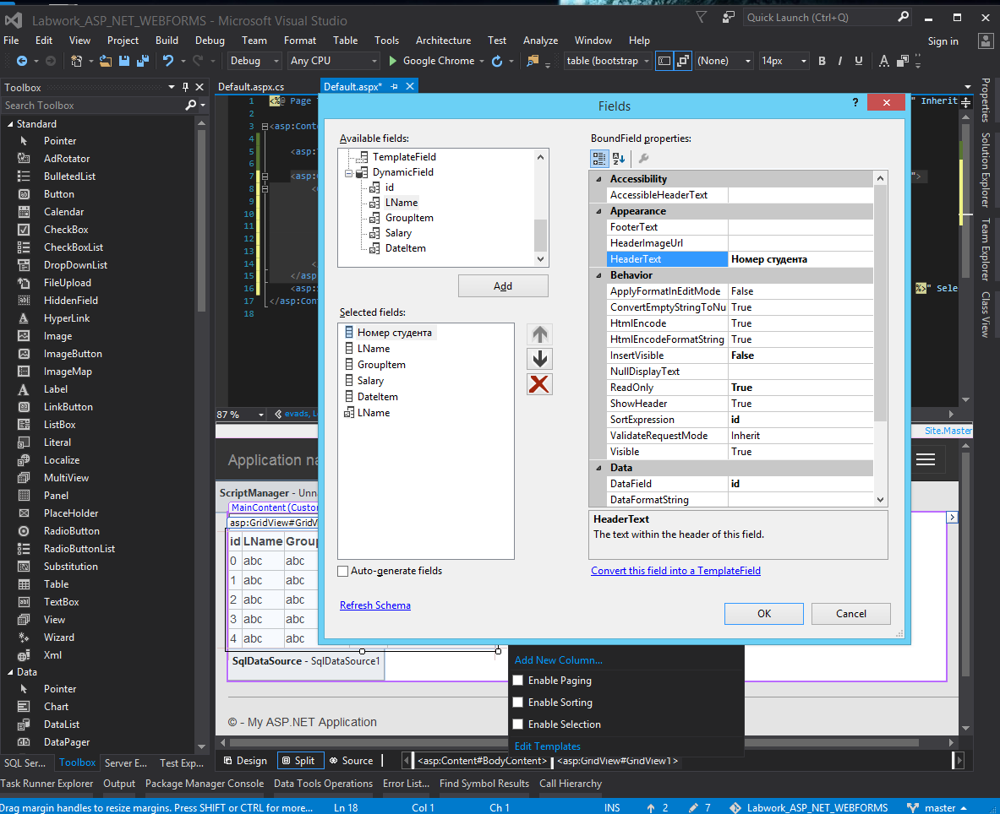 Labwork_ASP_NET_WEBFORMS - Microsoft Visual Studio
Quick Launch (Ctrl+Q)
File Edit View Project Build Debug Team Format Table Tools Architecture Test Analyze Window Help
Sign in
Debug Any CPU Google Chrome table (bootstrap (None) 14px B I U A
Toolbox
Search Toolbox
Standard
Pointer
AdRotator
BulletedList
Button
Calendar
CheckBox
CheckBoxList
DropDownList
FileUpload
HiddenField
HyperLink
Image
ImageButton
ImageMap
Label
LinkButton
ListBox
Literal
Localize
MultiView
Panel
PlaceHolder
RadioButton
RadioButtonList
Substitution
Table
TextBox
View
Wizard
Xml
Data
Pointer
Chart
DataList
DataPager
SQL Ser... Toolbox Server E... Test Exp...
Default.aspx.cs Default.aspx*
1 <%@ Page " Inherit
2
3 <asp:Conte
4
5 <asp:
6
7 <asp: ">
8 <
9
10
11
12
13
14
15 </asp
16 <asp:S %>" Sele
17 </asp:Cont
18
87 %
evads, L
Site.Master
Application na
ScriptManager - Unna
MainContent (Custom
asp:GridView#GridV
id LName Group
0 abc abc
1 abc abc
2 abc abc
3 abc abc
4 abc abc
SqlDataSource - SqlDataSource1
© - My ASP.NET Application
Fields
?
Available fields:
TemplateField
DynamicField
id
LName
GroupItem
Salary
DateItem
Add
Selected fields:
Номер студента
LName
GroupItem
Salary
DateItem
LName
Auto-generate fields
Refresh Schema
BoundField properties:
Accessibility
AccessibleHeaderText
Appearance
FooterText
HeaderImageUrl
HeaderText Номер студента
Behavior
ApplyFormatInEditMode False
ConvertEmptyStringToNu True
HtmlEncode True
HtmlEncodeFormatString True
InsertVisible False
NullDisplayText
ReadOnly True
ShowHeader True
SortExpression id
ValidateRequestMode Inherit
Visible True
Data
DataField id
DataFormatString
HeaderText
The text within the header of this field.
Convert this field into a TemplateField
OK Cancel
Add New Column...
Enable Paging
Enable Sorting
Enable Selection
Edit Templates
Properties
Solution Explorer
Team Explorer
Class View
Design Split Source <asp:Content#BodyContent> <asp:GridView#GridView1>
Task Runner Explorer Output Package Manager Console Data Tools Operations Error List... Find Symbol Results Call Hierarchy
Drag margin handles to resize margins. Press SHIFT or CTRL for more... Ln 18 Col 1 Ch 1 INS 2 7 Labwork_ASP_NET_WEBFORMS master